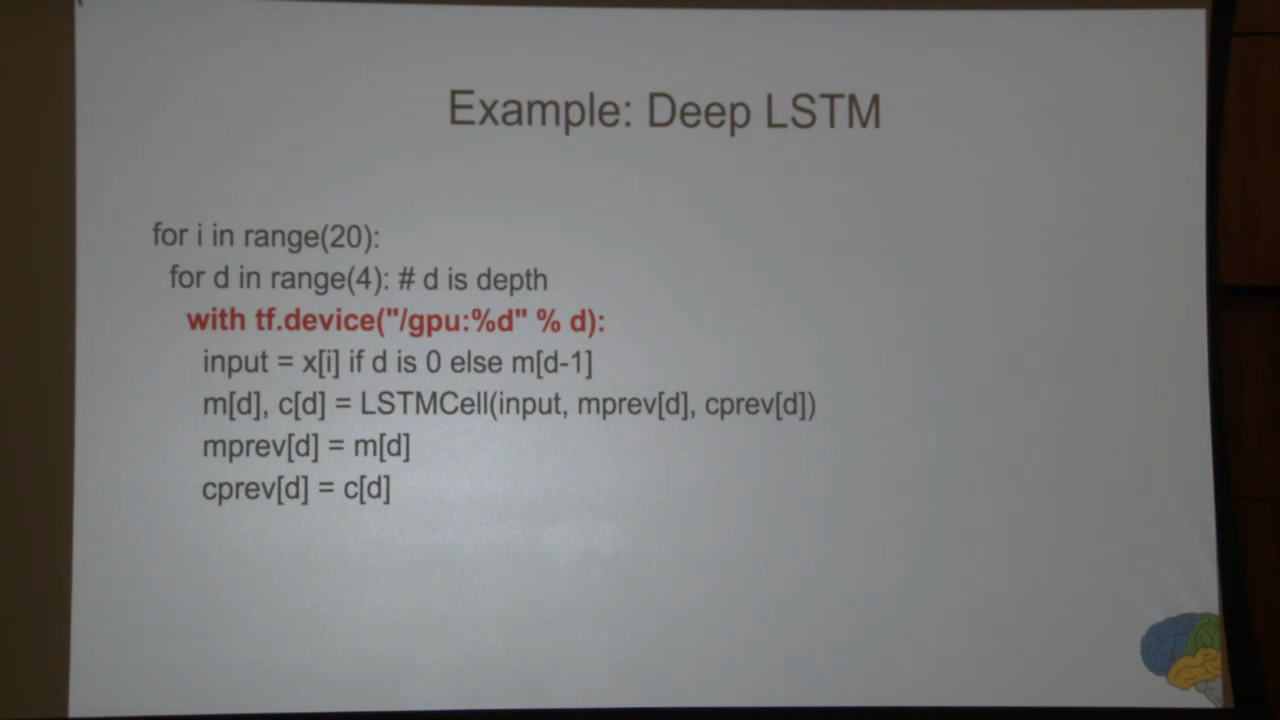 Example: Deep LSTM
for i in range(20):
for d in range(4): # d is depth
with tf.device("/gpu:%d" % d):
input = x[i] if d is 0 else m[d-1]
m[d], c[d] = LSTMCell(input, mprev[d], cprev[d])
mprev[d] = m[d]
cprev[d] = c[d]